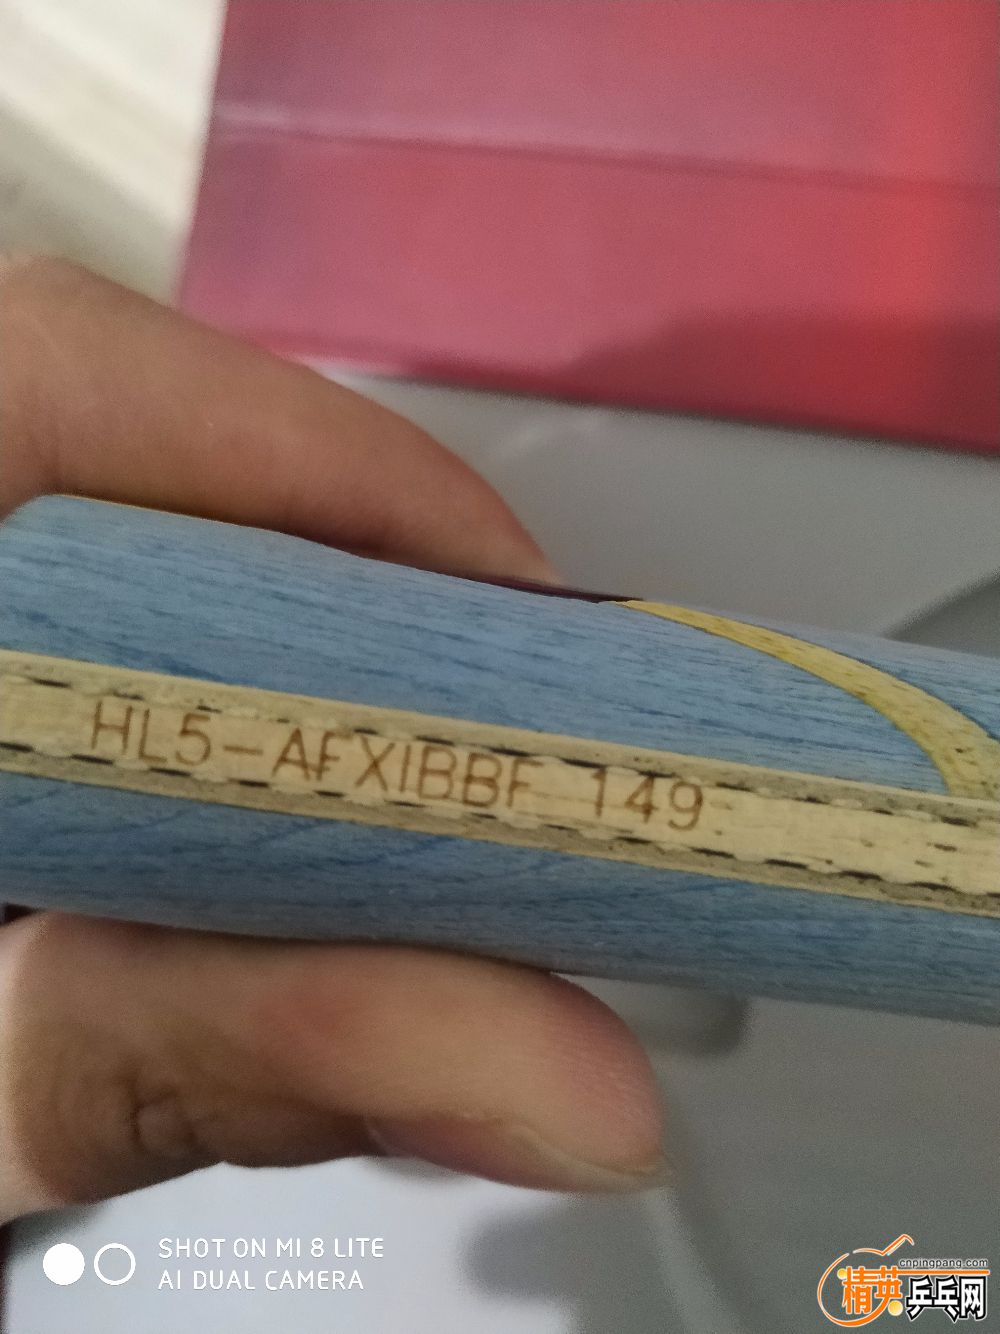 HL5-AFXIBBF 149
SHOT ON MI 8 LITE
AI DUAL CAMERA
cnpingpang.com
精英乒乓网